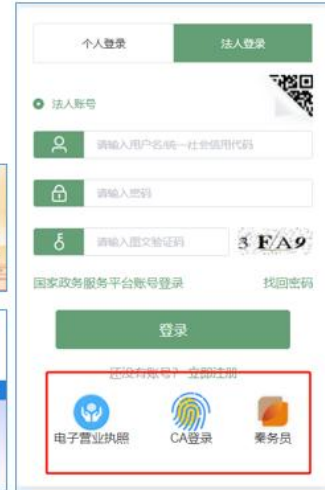 个人登录
法人登录
法人账号
请输入用户名/统一社会信用代码
请输入密码
请输入图文验证码
3 FA9
国家政务服务平台账号登录
找回密码
登录
还没有账号？ 立即注册
电子营业执照
CA登录
秦务员